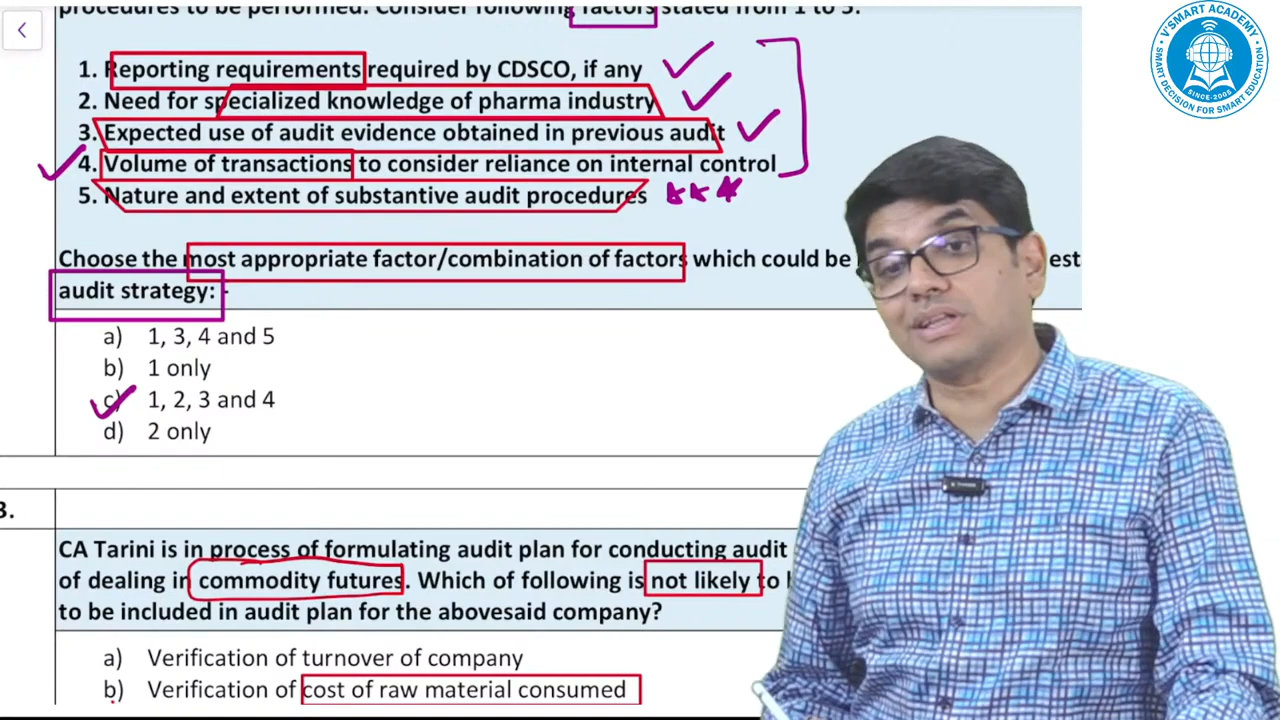 procedures to be performed. Consider following factors stated from 1 to 5.
1. Reporting requirements required by CDSCO, if any
2. Need for specialized knowledge of pharma industry
3. Expected use of audit evidence obtained in previous audit
4. Volume of transactions to consider reliance on internal control
5. Nature and extent of substantive audit procedures
Choose the most appropriate factor/combination of factors which could be est
audit strategy: -
a) 1, 3, 4 and 5
b) 1 only
c) 1, 2, 3 and 4
d) 2 only
3.
CA Tarini is in process of formulating audit plan for conducting audit
of dealing in commodity futures. Which of following is not likely to
to be included in audit plan for the abovesaid company?
a) Verification of turnover of company
b) Verification of cost of raw material consumed
V'SMART ACADEMY
SINCE-2005
SMART DECISION FOR SMART EDUCATION